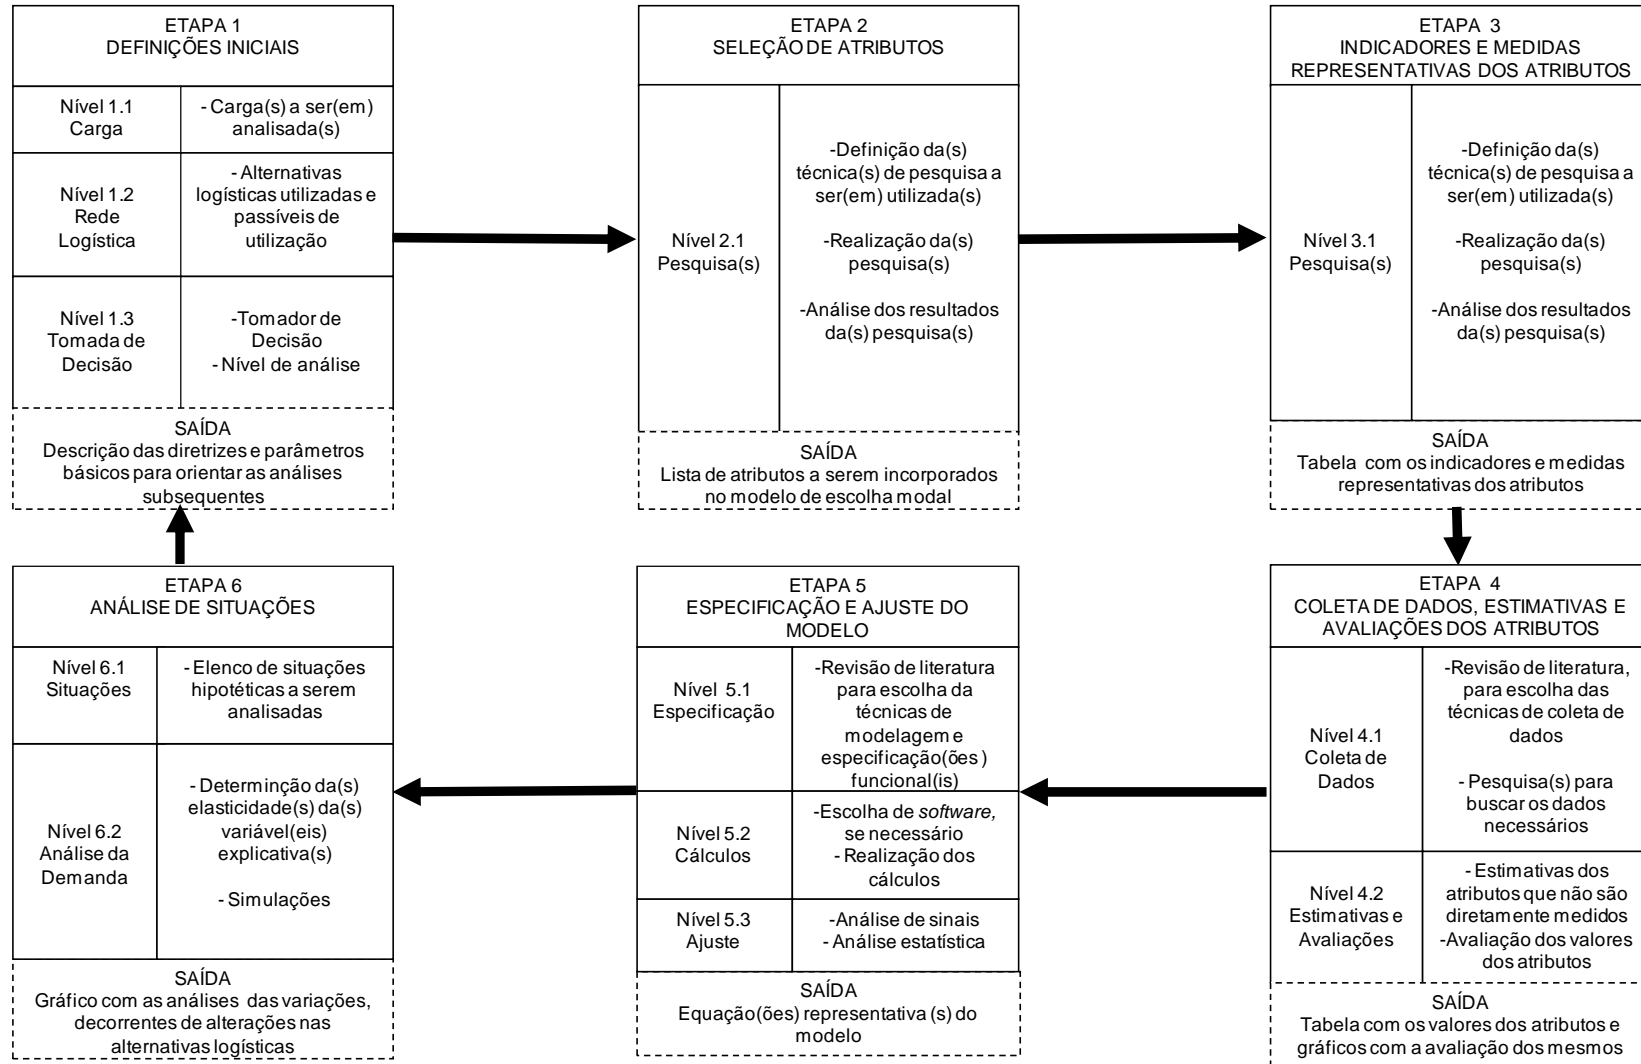 ETAPA 1
DEFINIÇÕES INICIAIS
Nível 1.1
Carga
- Carga(s) a ser(em)
analisada(s)
Nível 1.2
Rede
Logística
- Alternativas
logísticas utilizadas e
passíveis de
utilização
Nível 1.3
Tomada de
Decisão
-Tomador de
Decisão
- Nível de análise
SAÍDA
Descrição das diretrizes e parâmetros
básicos para orientar as análises
subsequentes
ETAPA 2
SELEÇÃO DE ATRIBUTOS
Nível 2.1
Pesquisa(s)
-Definição da(s)
técnica(s) de pesquisa a
ser(em) utilizada(s)
-Realização da(s)
pesquisa(s)
-Análise dos resultados
da(s) pesquisa(s)
SAÍDA
Lista de atributos a serem incorporados
no modelo de escolha modal
ETAPA 3
INDICADORES E MEDIDAS
REPRESENTATIVAS DOS ATRIBUTOS
Nível 3.1
Pesquisa(s)
-Definição da(s)
técnica(s) de pesquisa a
ser(em) utilizada(s)
-Realização da(s)
pesquisa(s)
-Análise dos resultados
da(s) pesquisa(s)
SAÍDA
Tabela com os indicadores e medidas
representativas dos atributos
ETAPA 4
COLETA DE DADOS, ESTIMATIVAS E
AVALIAÇÕES DOS ATRIBUTOS
Nível 4.1
Coleta de
Dados
-Revisão de literatura,
para escolha das
técnicas de coleta de
dados
- Pesquisa(s) para
buscar os dados
necessários
Nível 4.2
Estimativas e
Avaliações
- Estimativas dos
atributos que não são
diretamente medidos
-Avaliação dos valores
dos atributos
SAÍDA
Tabela com os valores dos atributos e
gráficos com a avaliação dos mesmos
ETAPA 5
ESPECIFICAÇÃO E AJUSTE DO
MODELO
Nível 5.1
Especificação
-Revisão de literatura
para escolha da
técnicas de
modelagem e
especificação(ões )
funcional(is)
Nível 5.2
Cálculos
-Escolha de software,
se necessário
- Realização dos
cálculos
Nível 5.3
Ajuste
-Análise de sinais
- Análise estatística
SAÍDA
Equação(ões) representativa (s) do
modelo
ETAPA 6
ANÁLISE DE SITUAÇÕES
Nível 6.1
Situações
- Elenco de situações
hipotéticas a serem
analisadas
Nível 6.2
Análise da
Demanda
- Determinção da(s)
elasticidade(s) da(s)
variável(eis)
explicativa(s)
- Simulações
SAÍDA
Gráfico com as análises das variações,
decorrentes de alterações nas
alternativas logísticas